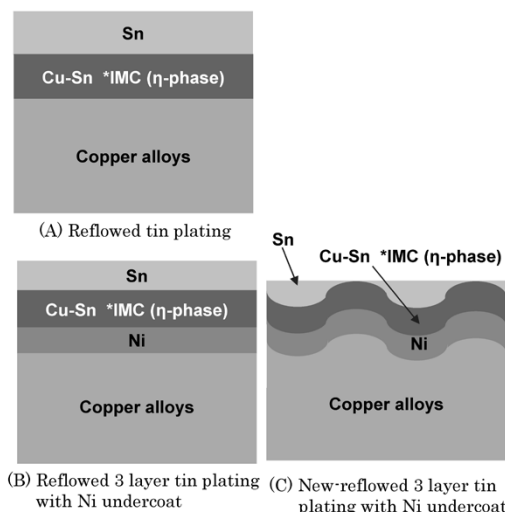 Sn
Cu-Sn *IMC (η-phase)
Copper alloys
(A) Reflowed tin plating
Sn
Cu-Sn *IMC (η-phase)
Ni
Copper alloys
(B) Reflowed 3 layer tin plating
with Ni undercoat
Sn
Cu-Sn *IMC (η-phase)
Ni
Copper alloys
(C) New-reflowed 3 layer tin
plating with Ni undercoat